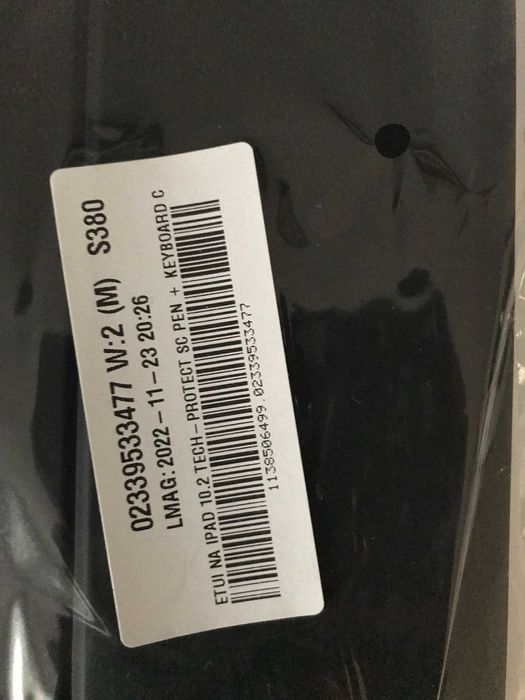 02339533477 W:2 (M) S380
LMAG: 2022-11-23 20:26
ETUI NA IPAD 10.2 TECH-PROTECT SC PEN + KEYBOARD C
1138506499.02339533477